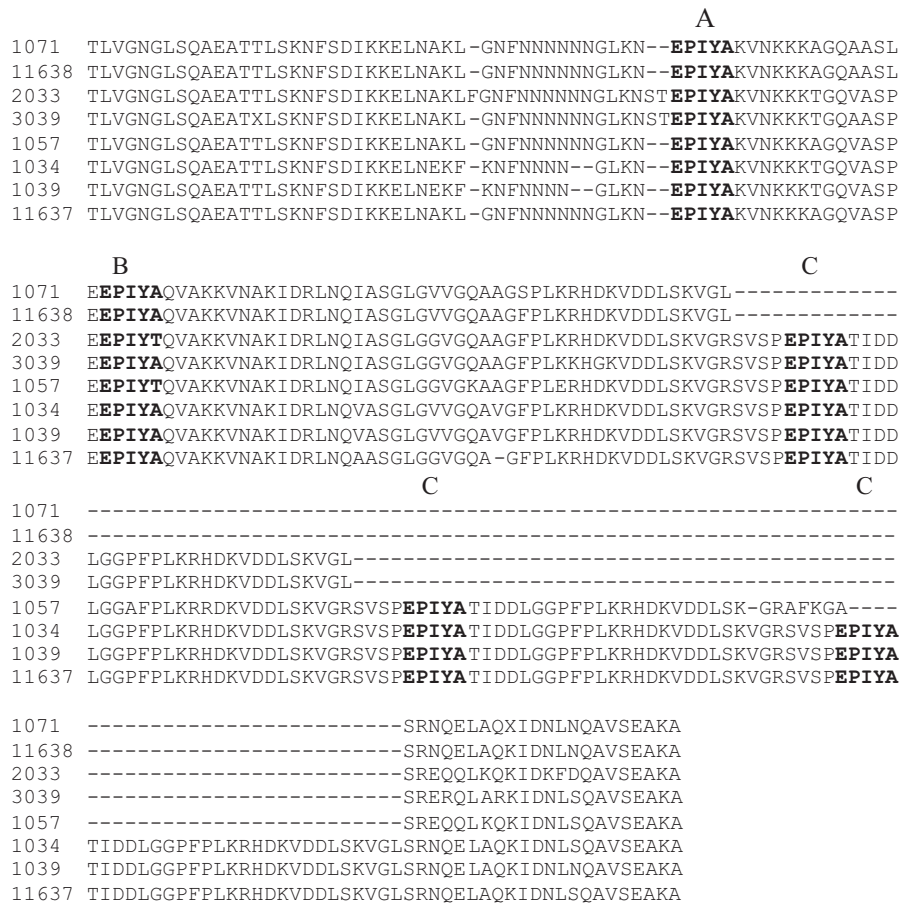 A
1071 TLVGNGLSQAEATTLSKNFSDIKKELNAKL-GNFNNNNNNGLKN--EPIYAKVNKKKAGQAASL
11638 TLVGNGLSQAEATTLSKNFSDIKKELNAKL-GNFNNNNNNGLKN--EPIYAKVNKKKAGQAASL
2033 TLVGNGLSQAEATTLSKNFSDIKKELNAKLFGNFNNNNNNGLKNSTEPIYAKVNKKKTGQVASP
3039 TLVGNGLSQAEATXLSKNFSDIKKELNAKL-GNFNNNNNNGLKNSTEPIYAKVNKKKTGQAASP
1057 TLVGNGLSQAEATTLSKNFSDIKKELNAKL-GNFNNNNNNGLKN--EPIYAKVNKKKAGQVASP
1034 TLVGNGLSQAEATTLSKNFSDIKKELNEKF-KNFNNNN--GLKN--EPIYAKVNKKKTGQVASP
1039 TLVGNGLSQAEATTLSKNFSDIKKELNEKF-KNFNNNN--GLKN--EPIYAKVNKKKTGQVASP
11637 TLVGNGLSQAEATTLSKNFSDIKKELNAKL-GNFNNNNNNGLKN--EPIYAKVNKKKAGQVASP
B C
1071 EEPIYAQVAKKVNAKIDRLNQIASGLGVVGQAAGSPLKRHDKVDDLSKVGL-------------
11638 EEPIYAQVAKKVNAKIDRLNQIASGLGVVGQAAGFPLKRHDKVDDLSKVGL-------------
2033 EEPIYTQVAKKVNAKIDRLNQIASGLGGVGQAAGFPLKRHDKVDDLSKVGRSVSPEPIYATIDD
3039 EEPIYAQVAKKVNAKIDRLNQIASGLGGVGQAAGFPLKKHGKVDDLSKVGRSVSPEPIYATIDD
1057 EEPIYTQVAKKVNAKIDRLNQIASGLGGVGKAAGFPLERHDKVDDLSKVGRSVSPEPIYATIDD
1034 EEPIYAQVAKKVNAKIDRLNQVASGLGVVGQAVGFPLKRHDKVDDLSKVGRSVSPEPIYATIDD
1039 EEPIYAQVAKKVNAKIDRLNQVASGLGVVGQAVGFPLKRHDKVDDLSKVGRSVSPEPIYATIDD
11637 EEPIYAQVAKKVNAKIDRLNQAASGLGGVGQA-GFPLKRHDKVDDLSKVGRSVSPEPIYATIDD
C C
1071 ----------------------------------------------------------------
11638 ----------------------------------------------------------------
2033 LGGPFPLKRHDKVDDLSKVGL-------------------------------------------
3039 LGGPFPLKRHDKVDDLSKVGL-------------------------------------------
1057 LGGAFPLKRRDKVDDLSKVGRSVSPEPIYATIDDLGGPFPLKRHDKVDDLSK-GRAFKGA----
1034 LGGPFPLKRHDKVDDLSKVGRSVSPEPIYATIDDLGGPFPLKRHDKVDDLSKVGRSVSPEPIYA
1039 LGGPFPLKRHDKVDDLSKVGRSVSPEPIYATIDDLGGPFPLKRHDKVDDLSKVGRSVSPEPIYA
11637 LGGPFPLKRHDKVDDLSKVGRSVSPEPIYATIDDLGGPFPLKRHDKVDDLSKVGRSVSPEPIYA
1071 -------------------------SRNQELAQXIDNLNQAVSEAKA
11638 -------------------------SRNQELAQKIDNLNQAVSEAKA
2033 -------------------------SREQQLKQKIDKFDQAVSEAKA
3039 -------------------------SRERQLARKIDNLSQAVSEAKA
1057 -------------------------SREQQLKQKIDNLSQAVSEAKA
1034 TIDDLGGPFPLKRHDKVDDLSKVGLSRNQELAQKIDNLSQAVSEAKA
1039 TIDDLGGPFPLKRHDKVDDLSKVGLSRNQELAQKIDNLNQAVSEAKA
11637 TIDDLGGPFPLKRHDKVDDLSKVGLSRNQELAQKIDNLSQAVSEAKA